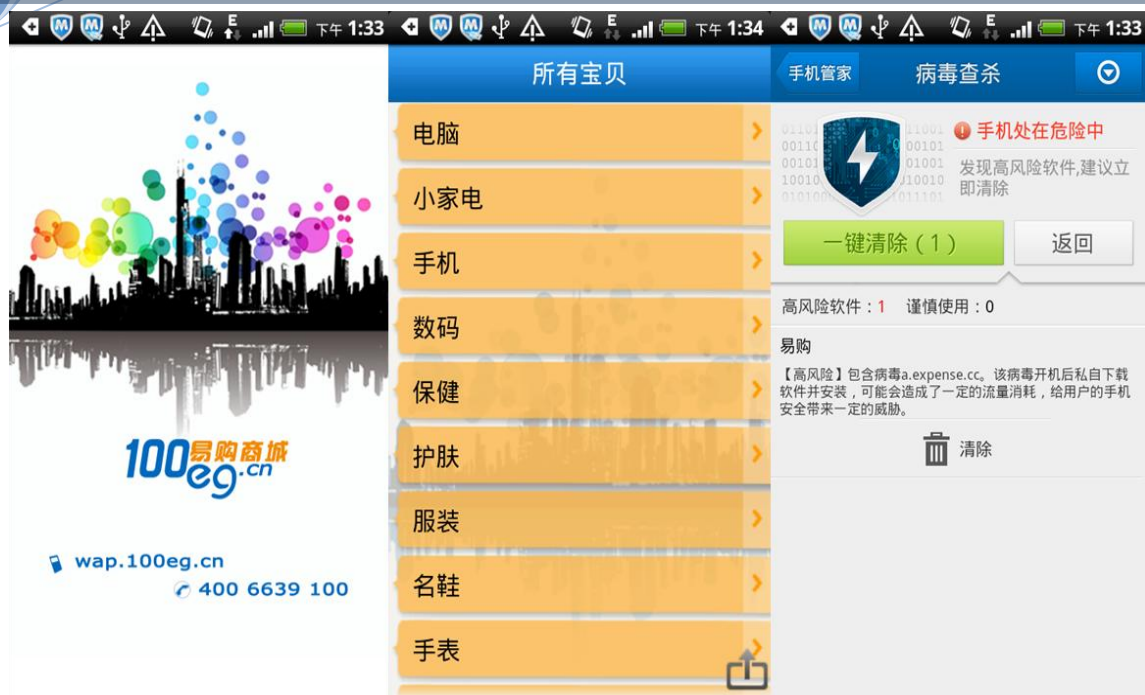 下午 1:33
100易购商城
eg.cn
wap.100eg.cn
400 6639 100
E
下午 1:34
所有宝贝
电脑
小家电
手机
数码
保健
护肤
服装
名鞋
手表
E
下午 1:33
手机管家
病毒查杀
手机处在危险中
发现高风险软件,建议立
即清除
一键清除（1）
返回
高风险软件：1 谨慎使用：0
易购
【高风险】包含病毒a.expense.cc。该病毒开机后私自下载
软件并安装，可能会造成了一定的流量消耗，给用户的手机
安全带来一定的威胁。
清除